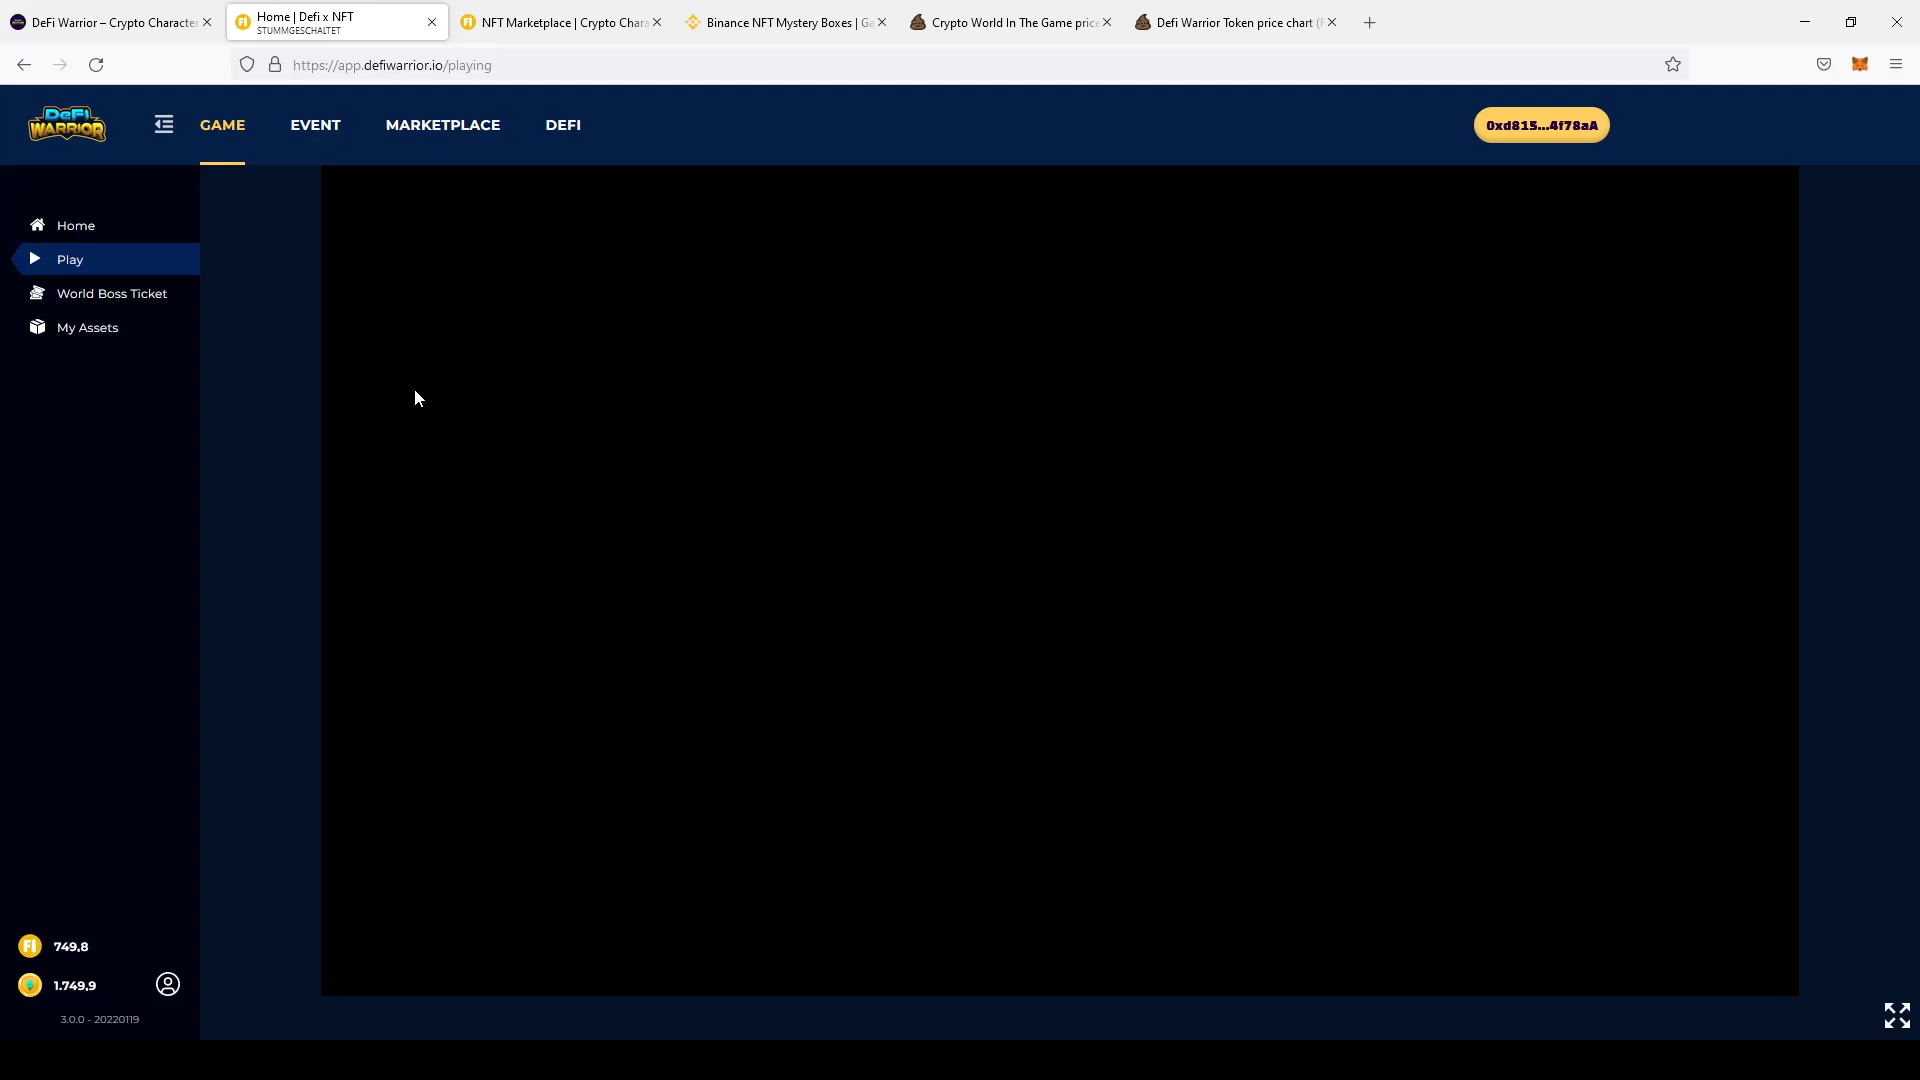 DeFi Warrior – Crypto Character
Home | Defi x NFT
STUMMGESCHALTET
NFT Marketplace | Crypto Chara
Binance NFT Mystery Boxes | Ga
Crypto World In The Game price
Defi Warrior Token price chart (F
https://app.defiwarrior.io/playing
DeFi
WARRIOR
GAME
EVENT
MARKETPLACE
DEFI
0xd815...4f78aA
Home
Play
World Boss Ticket
My Assets
FI
749,8
1.749,9
3.0.0 - 20220119